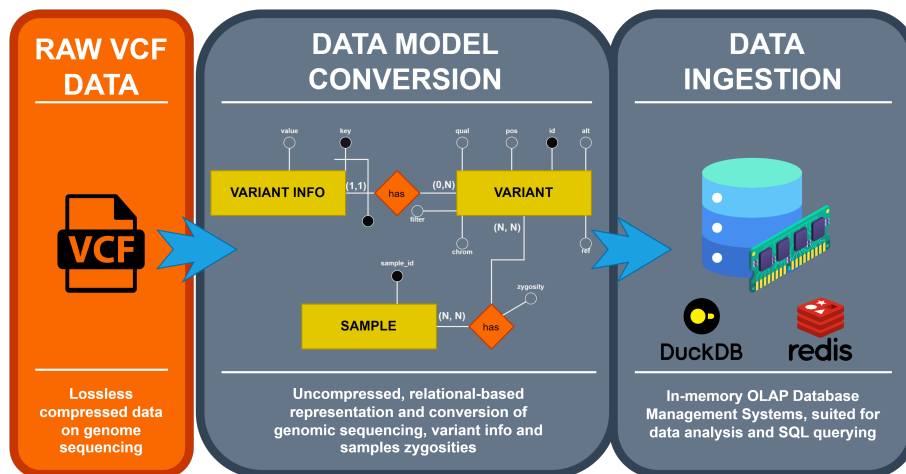 RAW VCF
DATA
VCF
Lossless
compressed data
on genome
sequencing
DATA MODEL
CONVERSION
value
key
qual
pos
id
alt
VARIANT INFO
(1,1)
has
(0,N)
VARIANT
filter
(N, N)
chrom
ref
sample_id
zygosity
SAMPLE
(N, N)
has
Uncompressed, relational-based
representation and conversion of
genomic sequencing, variant info and
samples zygosities
DATA
INGESTION
DuckDB
redis
In-memory OLAP Database
Management Systems, suited for
data analysis and SQL querying